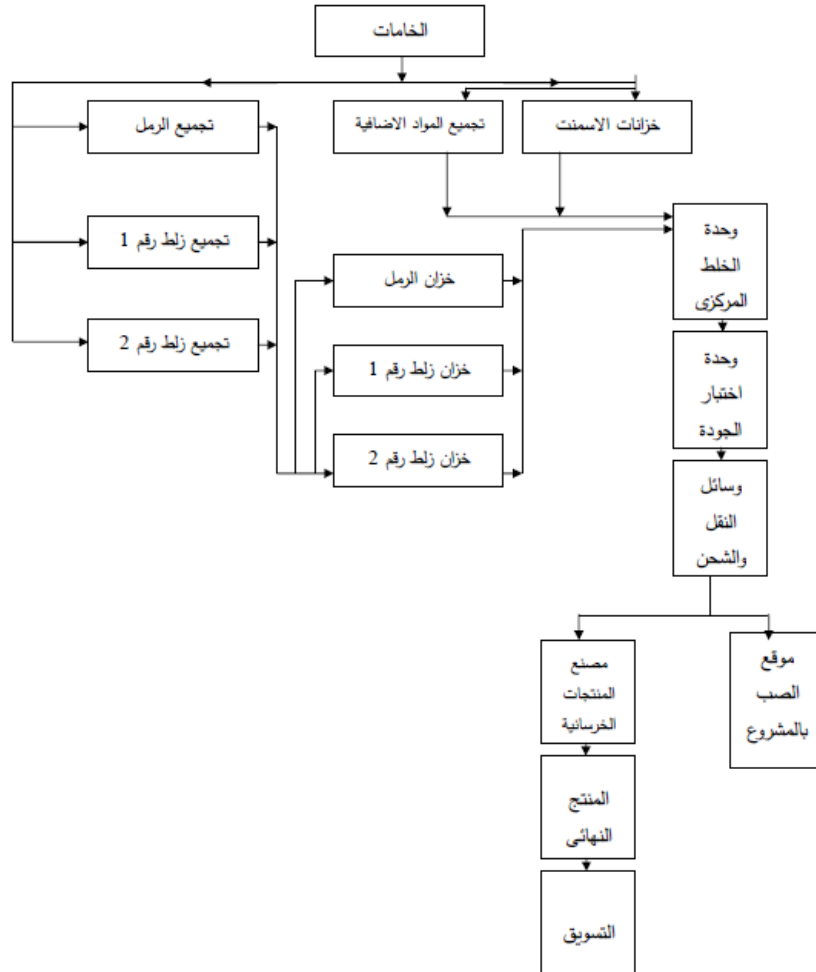 الخامات
خزانات الاسمنت
تجميع المواد الاضافية
تجميع الرمل
تجميع زلط رقم 1
تجميع زلط رقم 2
خزان الرمل
خزان زلط رقم 1
خزان زلط رقم 2
وحدة
الخلط
المركزى
وحدة
اختبار
الجودة
وسائل
النقل
والشحن
موقع
الصب
بالمشروع
مصنع
المنتجات
الخرسانية
المنتج
النهائى
التسويق